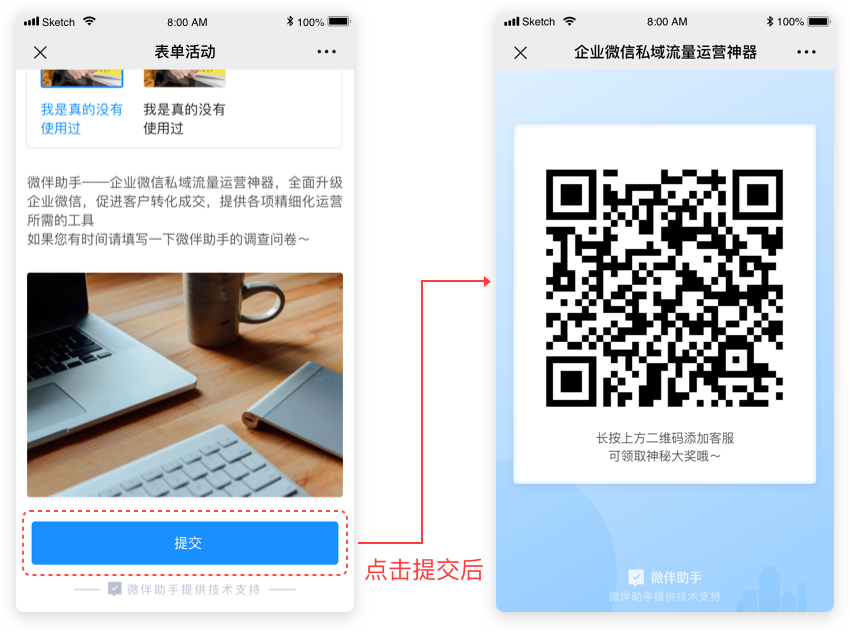 Sketch 8:00 AM 100%
表单活动
我是真的没有
使用过
我是真的没有
使用过
微伴助手——企业微信私域流量运营神器，全面升级
企业微信，促进客户转化成交，提供各项精细化运营
所需的工具
如果您有时间请填写一下微伴助手的调查问卷～
提交
微伴助手提供技术支持
点击提交后
Sketch 8:00 AM 100%
企业微信私域流量运营神器
长按上方二维码添加客服
可领取神秘大奖哦～
微伴助手
微伴助手提供技术支持